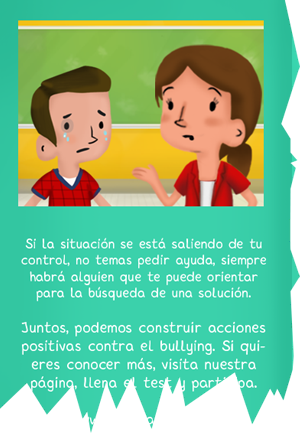 Si la situación se está saliendo de tu
control, no temas pedir ayuda, siempre
habrá alguien que te puede orientar
para la búsqueda de una solución.
Juntos, podemos construir acciones
positivas contra el bullying. Si qui-
eres conocer más, visita nuestra
página, llena el test y participa.